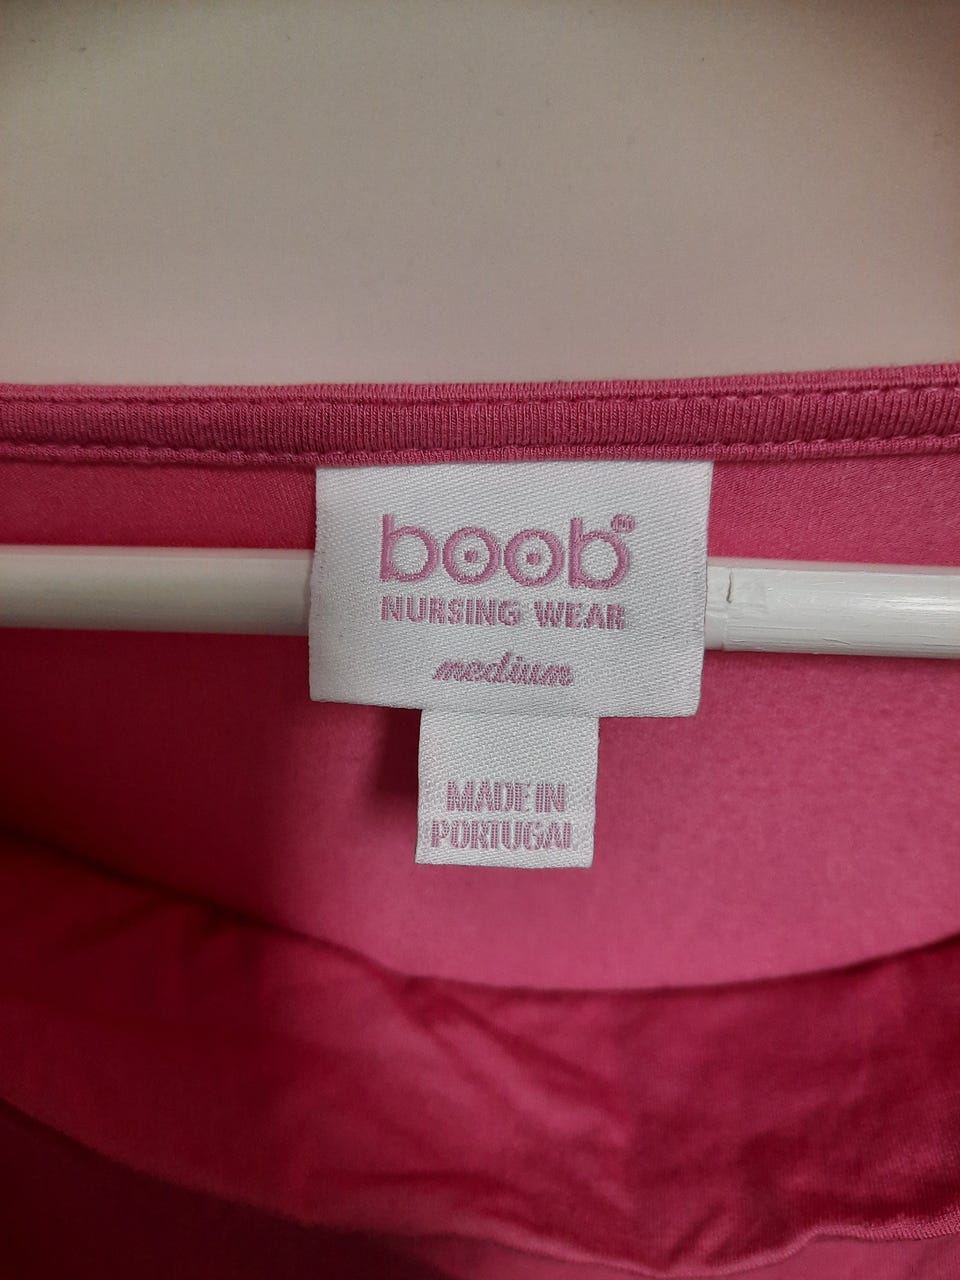 boob
NURSING WEAR
medium
MADE IN
PORTUGAL